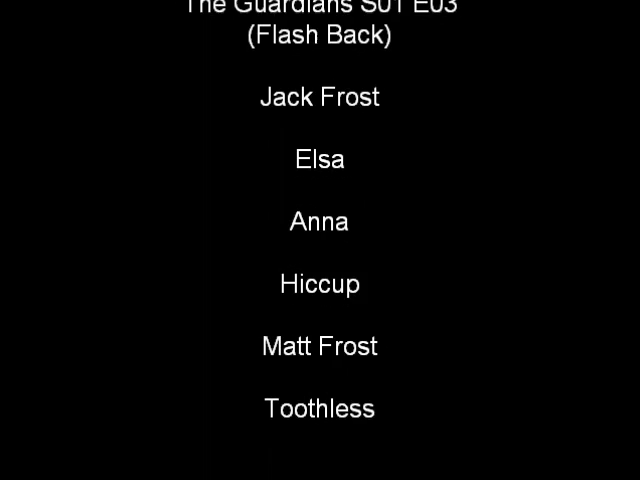 The Guardians S01 E03
(Flash Back)
Jack Frost
Elsa
Anna
Hiccup
Matt Frost
Toothless